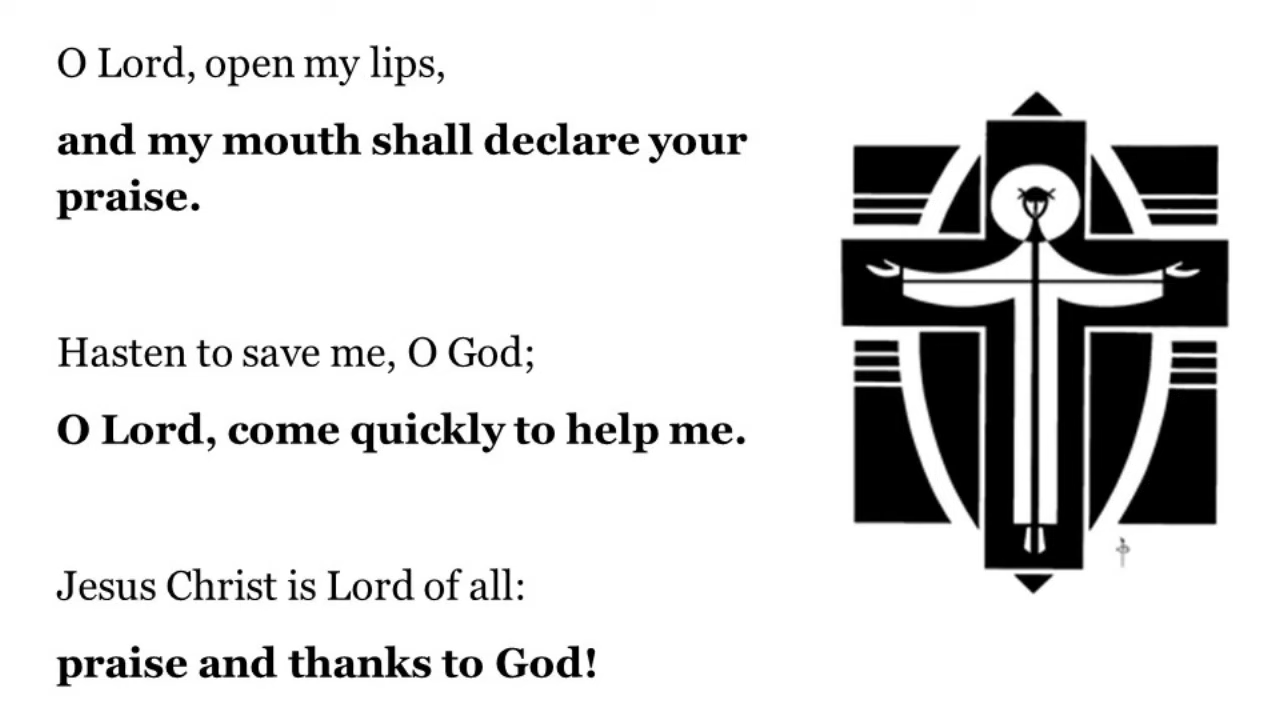 O Lord, open my lips,
and my mouth shall declare your
praise.
Hasten to save me, O God;
O Lord, come quickly to help me.
Jesus Christ is Lord of all:
praise and thanks to God!